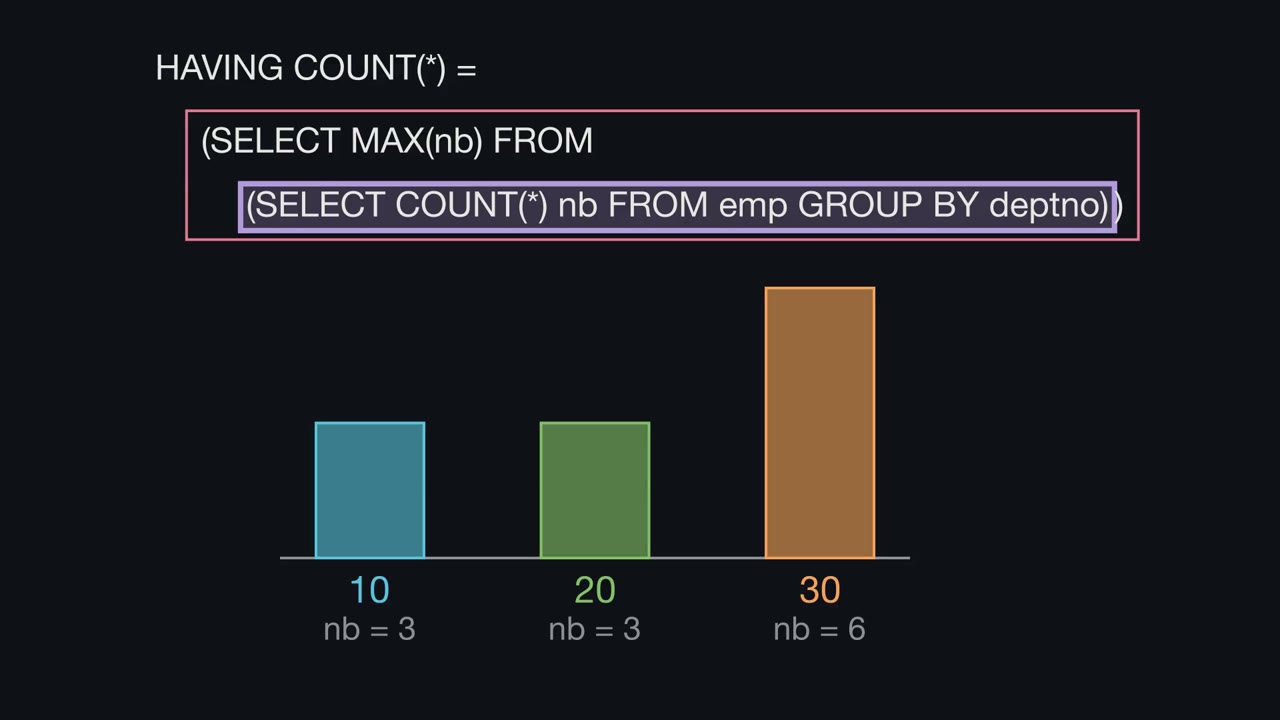 HAVING COUNT(*) =
(SELECT MAX(nb) FROM
(SELECT COUNT(*) nb FROM emp GROUP BY deptno))
10 20 30
nb = 3 nb = 3 nb = 6